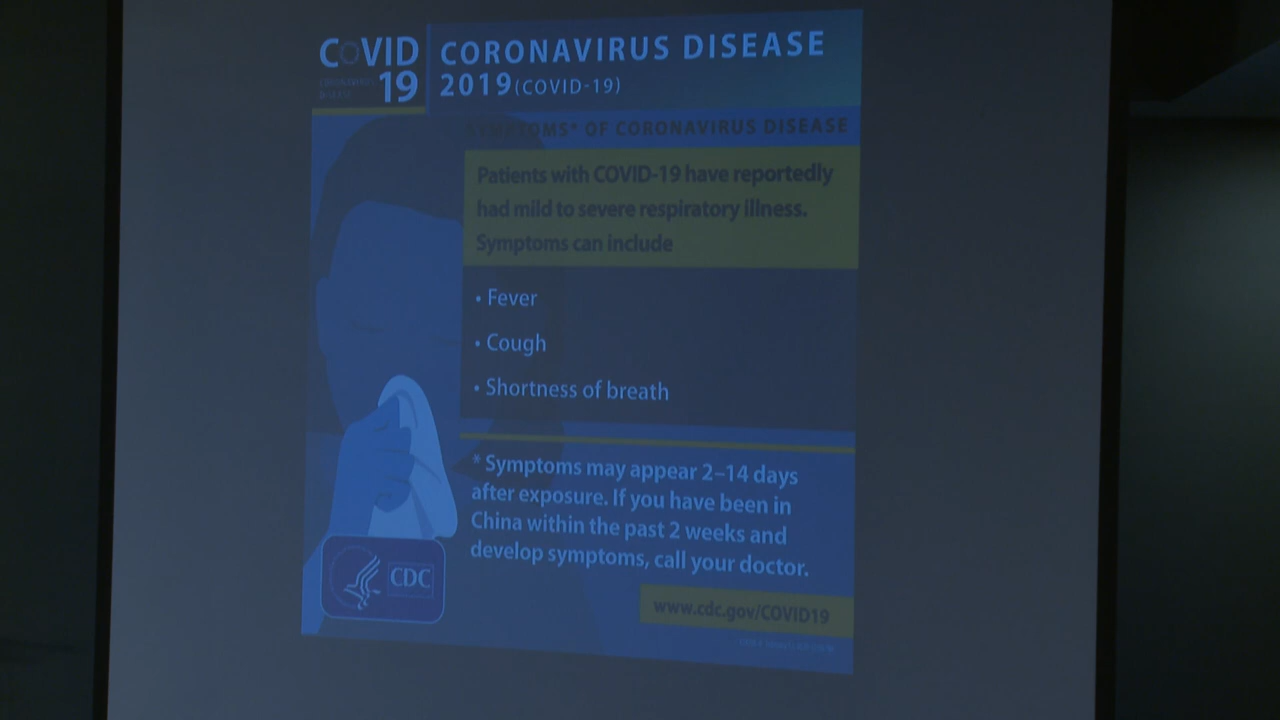 COVID
19
CORONAVIRUS DISEASE
2019 (COVID-19)
SYMPTOMS* OF CORONAVIRUS DISEASE
Patients with COVID-19 have reportedly
had mild to severe respiratory illness.
Symptoms can include
• Fever
• Cough
• Shortness of breath
* Symptoms may appear 2–14 days
after exposure. If you have been in
China within the past 2 weeks and
develop symptoms, call your doctor.
CDC
www.cdc.gov/COVID19